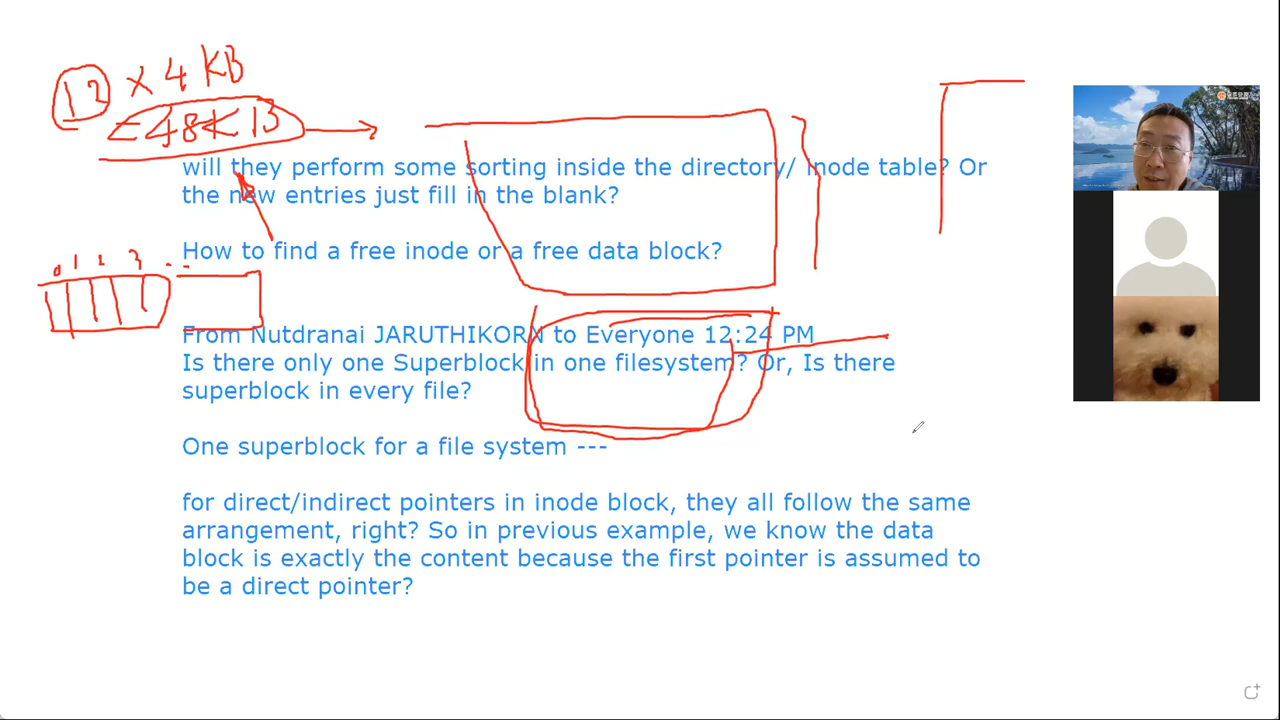 12 × 4 KB
=48KB
will they perform some sorting inside the directory/ inode table? Or
the new entries just fill in the blank?
How to find a free inode or a free data block?
0 1 2 3 . . .
From Nutdranai JARUTHIKORN to Everyone 12:24 PM
Is there only one Superblock in one filesystem? Or, Is there
superblock in every file?
One superblock for a file system ---
for direct/indirect pointers in inode block, they all follow the same
arrangement, right? So in previous example, we know the data
block is exactly the content because the first pointer is assumed to
be a direct pointer?